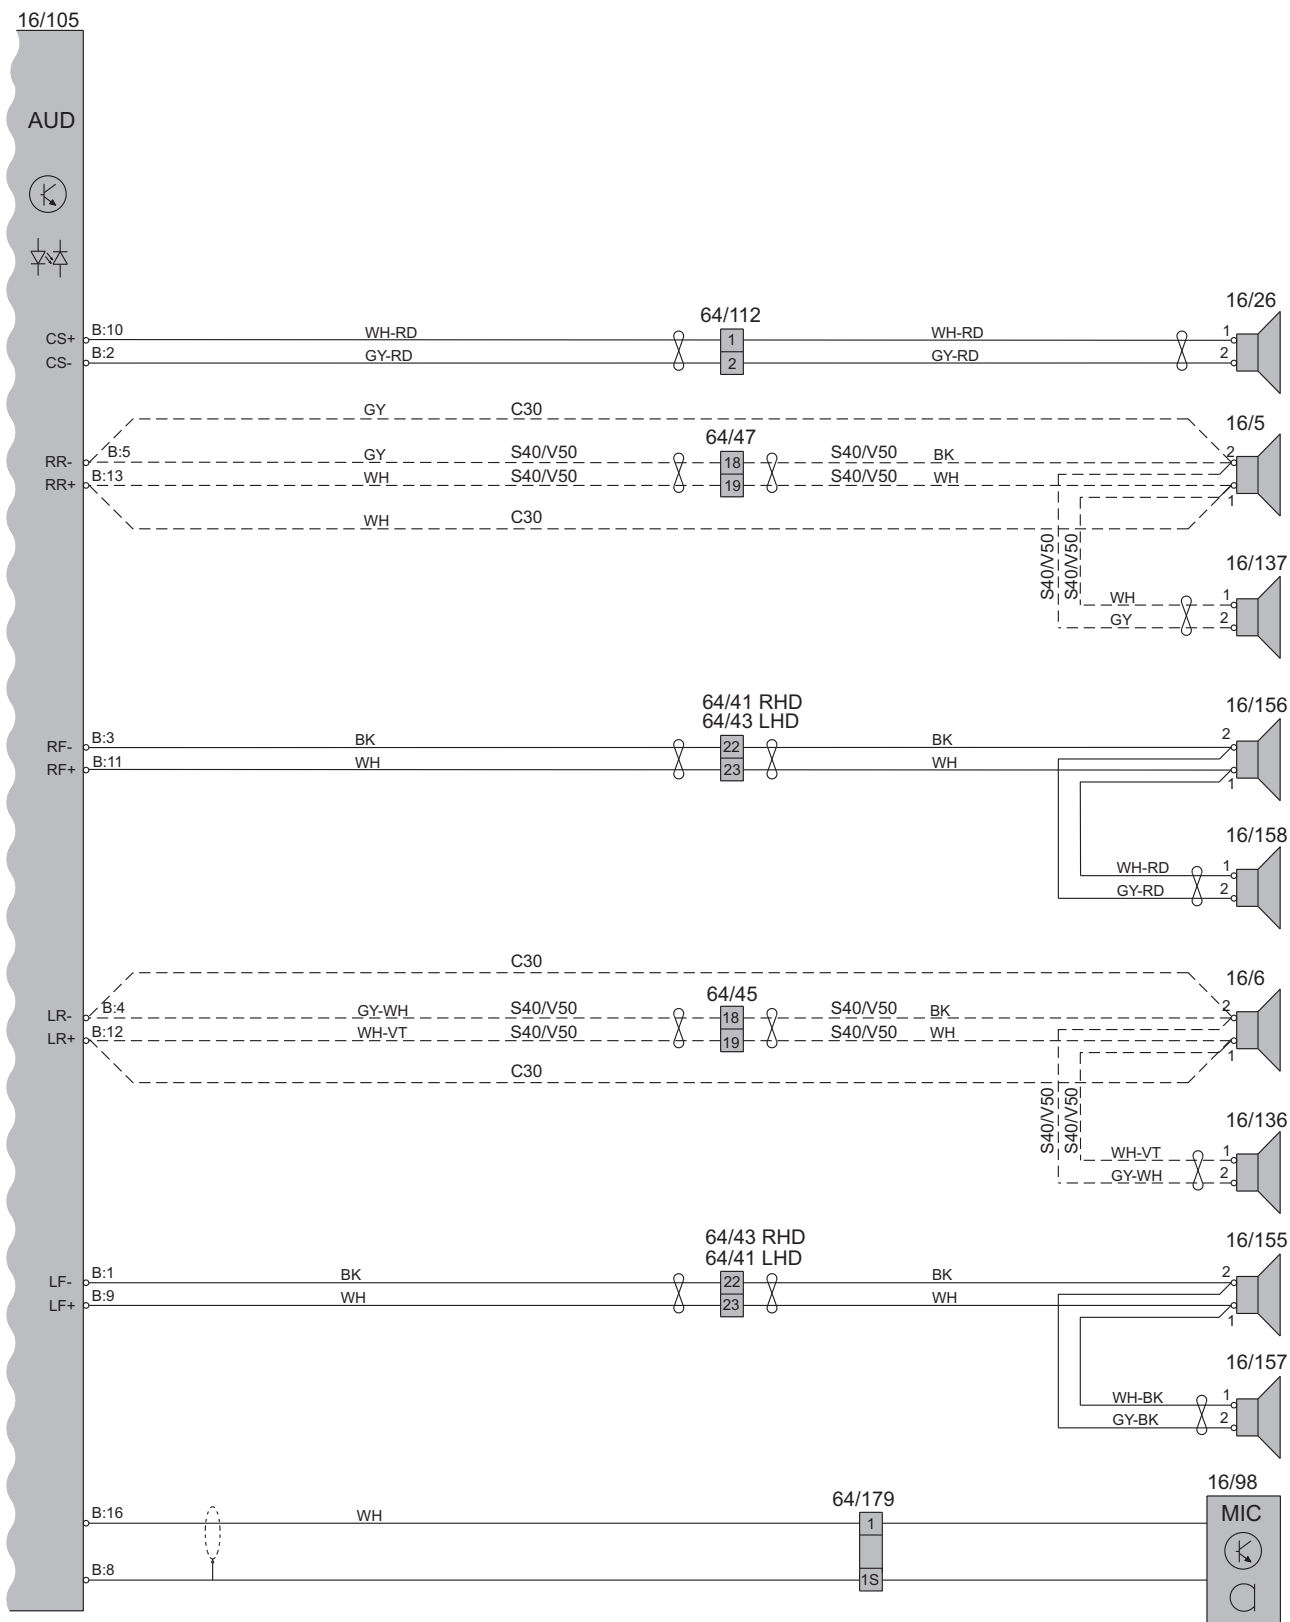 16/105
AUD
16/26
64/112
CS+ B:10 WH-RD 1 WH-RD 1
CS- B:2 GY-RD 2 GY-RD 2
GY C30
16/5
64/47
RR- B:5 GY S40/V50 18 S40/V50 BK 2
RR+ B:13 WH S40/V50 19 S40/V50 WH 1
WH C30
S40/V50
S40/V50
16/137
WH 1
GY 2
64/41 RHD
64/43 LHD
16/156
RF- B:3 BK 22 BK 2
RF+ B:11 WH 23 WH 1
16/158
WH-RD 1
GY-RD 2
C30
16/6
64/45
LR- B:4 GY-WH S40/V50 18 S40/V50 BK 2
LR+ B:12 WH-VT S40/V50 19 S40/V50 WH 1
C30
S40/V50
S40/V50
16/136
WH-VT 1
GY-WH 2
64/43 RHD
64/41 LHD
16/155
LF- B:1 BK 22 BK 2
LF+ B:9 WH 23 WH 1
16/157
WH-BK 1
GY-BK 2
16/98
64/179
MIC
B:16 WH 1
B:8 1S